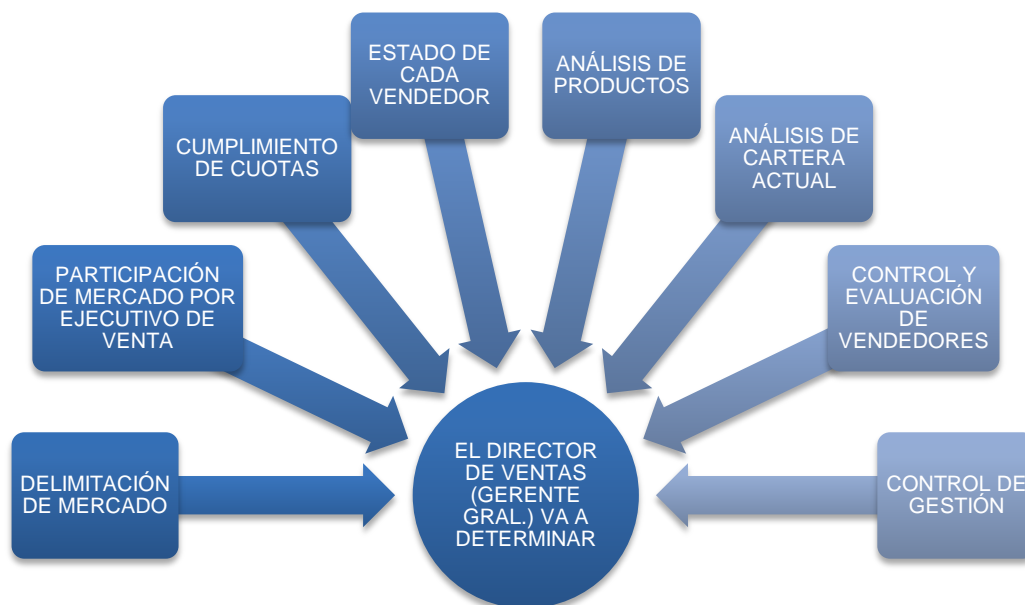 ESTADO DE
CADA
VENDEDOR
ANÁLISIS DE
PRODUCTOS
CUMPLIMIENTO
DE CUOTAS
ANÁLISIS DE
CARTERA
ACTUAL
PARTICIPACIÓN
DE MERCADO POR
EJECUTIVO DE
VENTA
CONTROL Y
EVALUACIÓN
DE
VENDEDORES
DELIMITACIÓN
DE MERCADO
EL DIRECTOR
DE VENTAS
(GERENTE
GRAL.) VA A
DETERMINAR
CONTROL DE
GESTIÓN